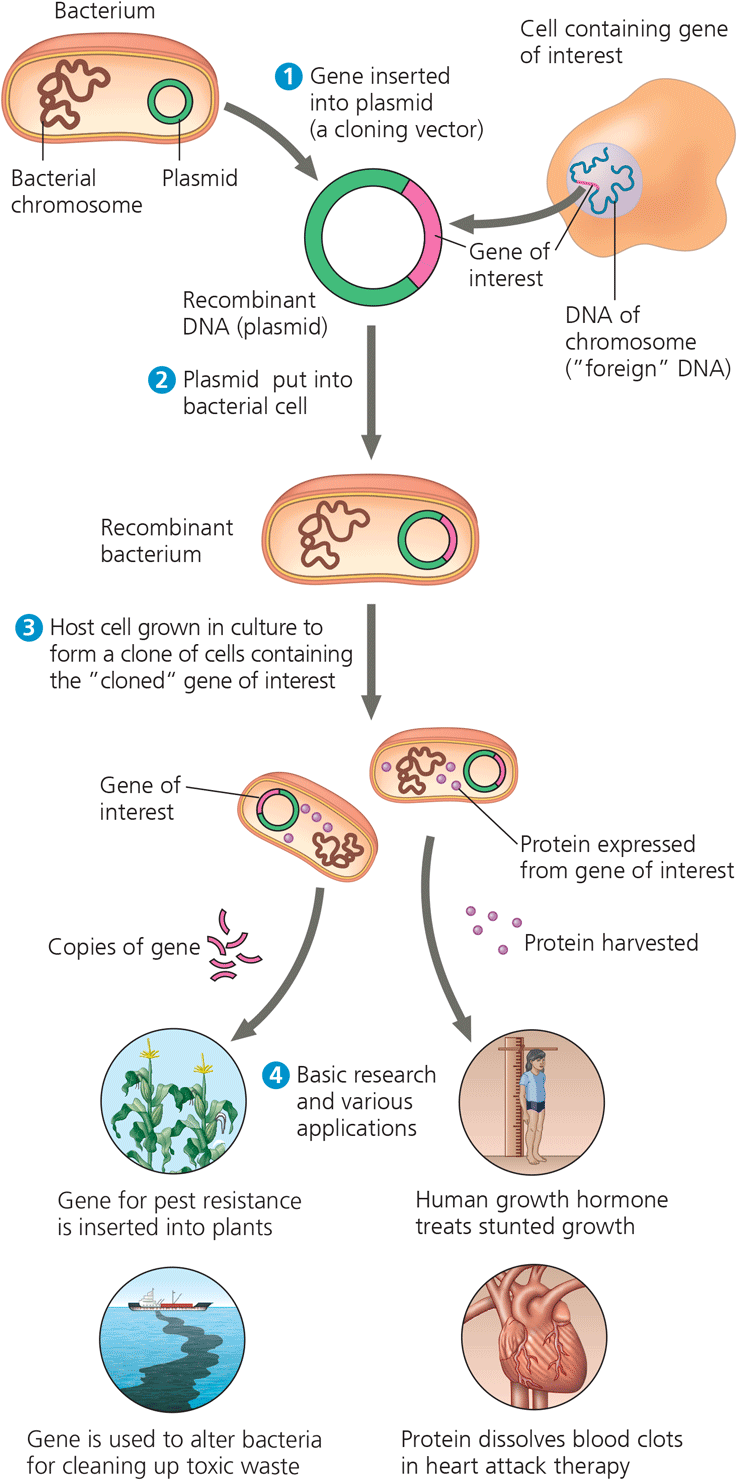 Bacterium
Cell containing gene
of interest
1 Gene inserted
into plasmid
(a cloning vector)
Bacterial
chromosome
Plasmid
Gene of
interest
Recombinant
DNA (plasmid)
DNA of
chromosome
(”foreign” DNA)
2 Plasmid put into
bacterial cell
Recombinant
bacterium
3 Host cell grown in culture to
form a clone of cells containing
the ”cloned“ gene of interest
Gene of
interest
Protein expressed
from gene of interest
Copies of gene
Protein harvested
4 Basic research
and various
applications
Gene for pest resistance
is inserted into plants
Human growth hormone
treats stunted growth
Gene is used to alter bacteria
for cleaning up toxic waste
Protein dissolves blood clots
in heart attack therapy